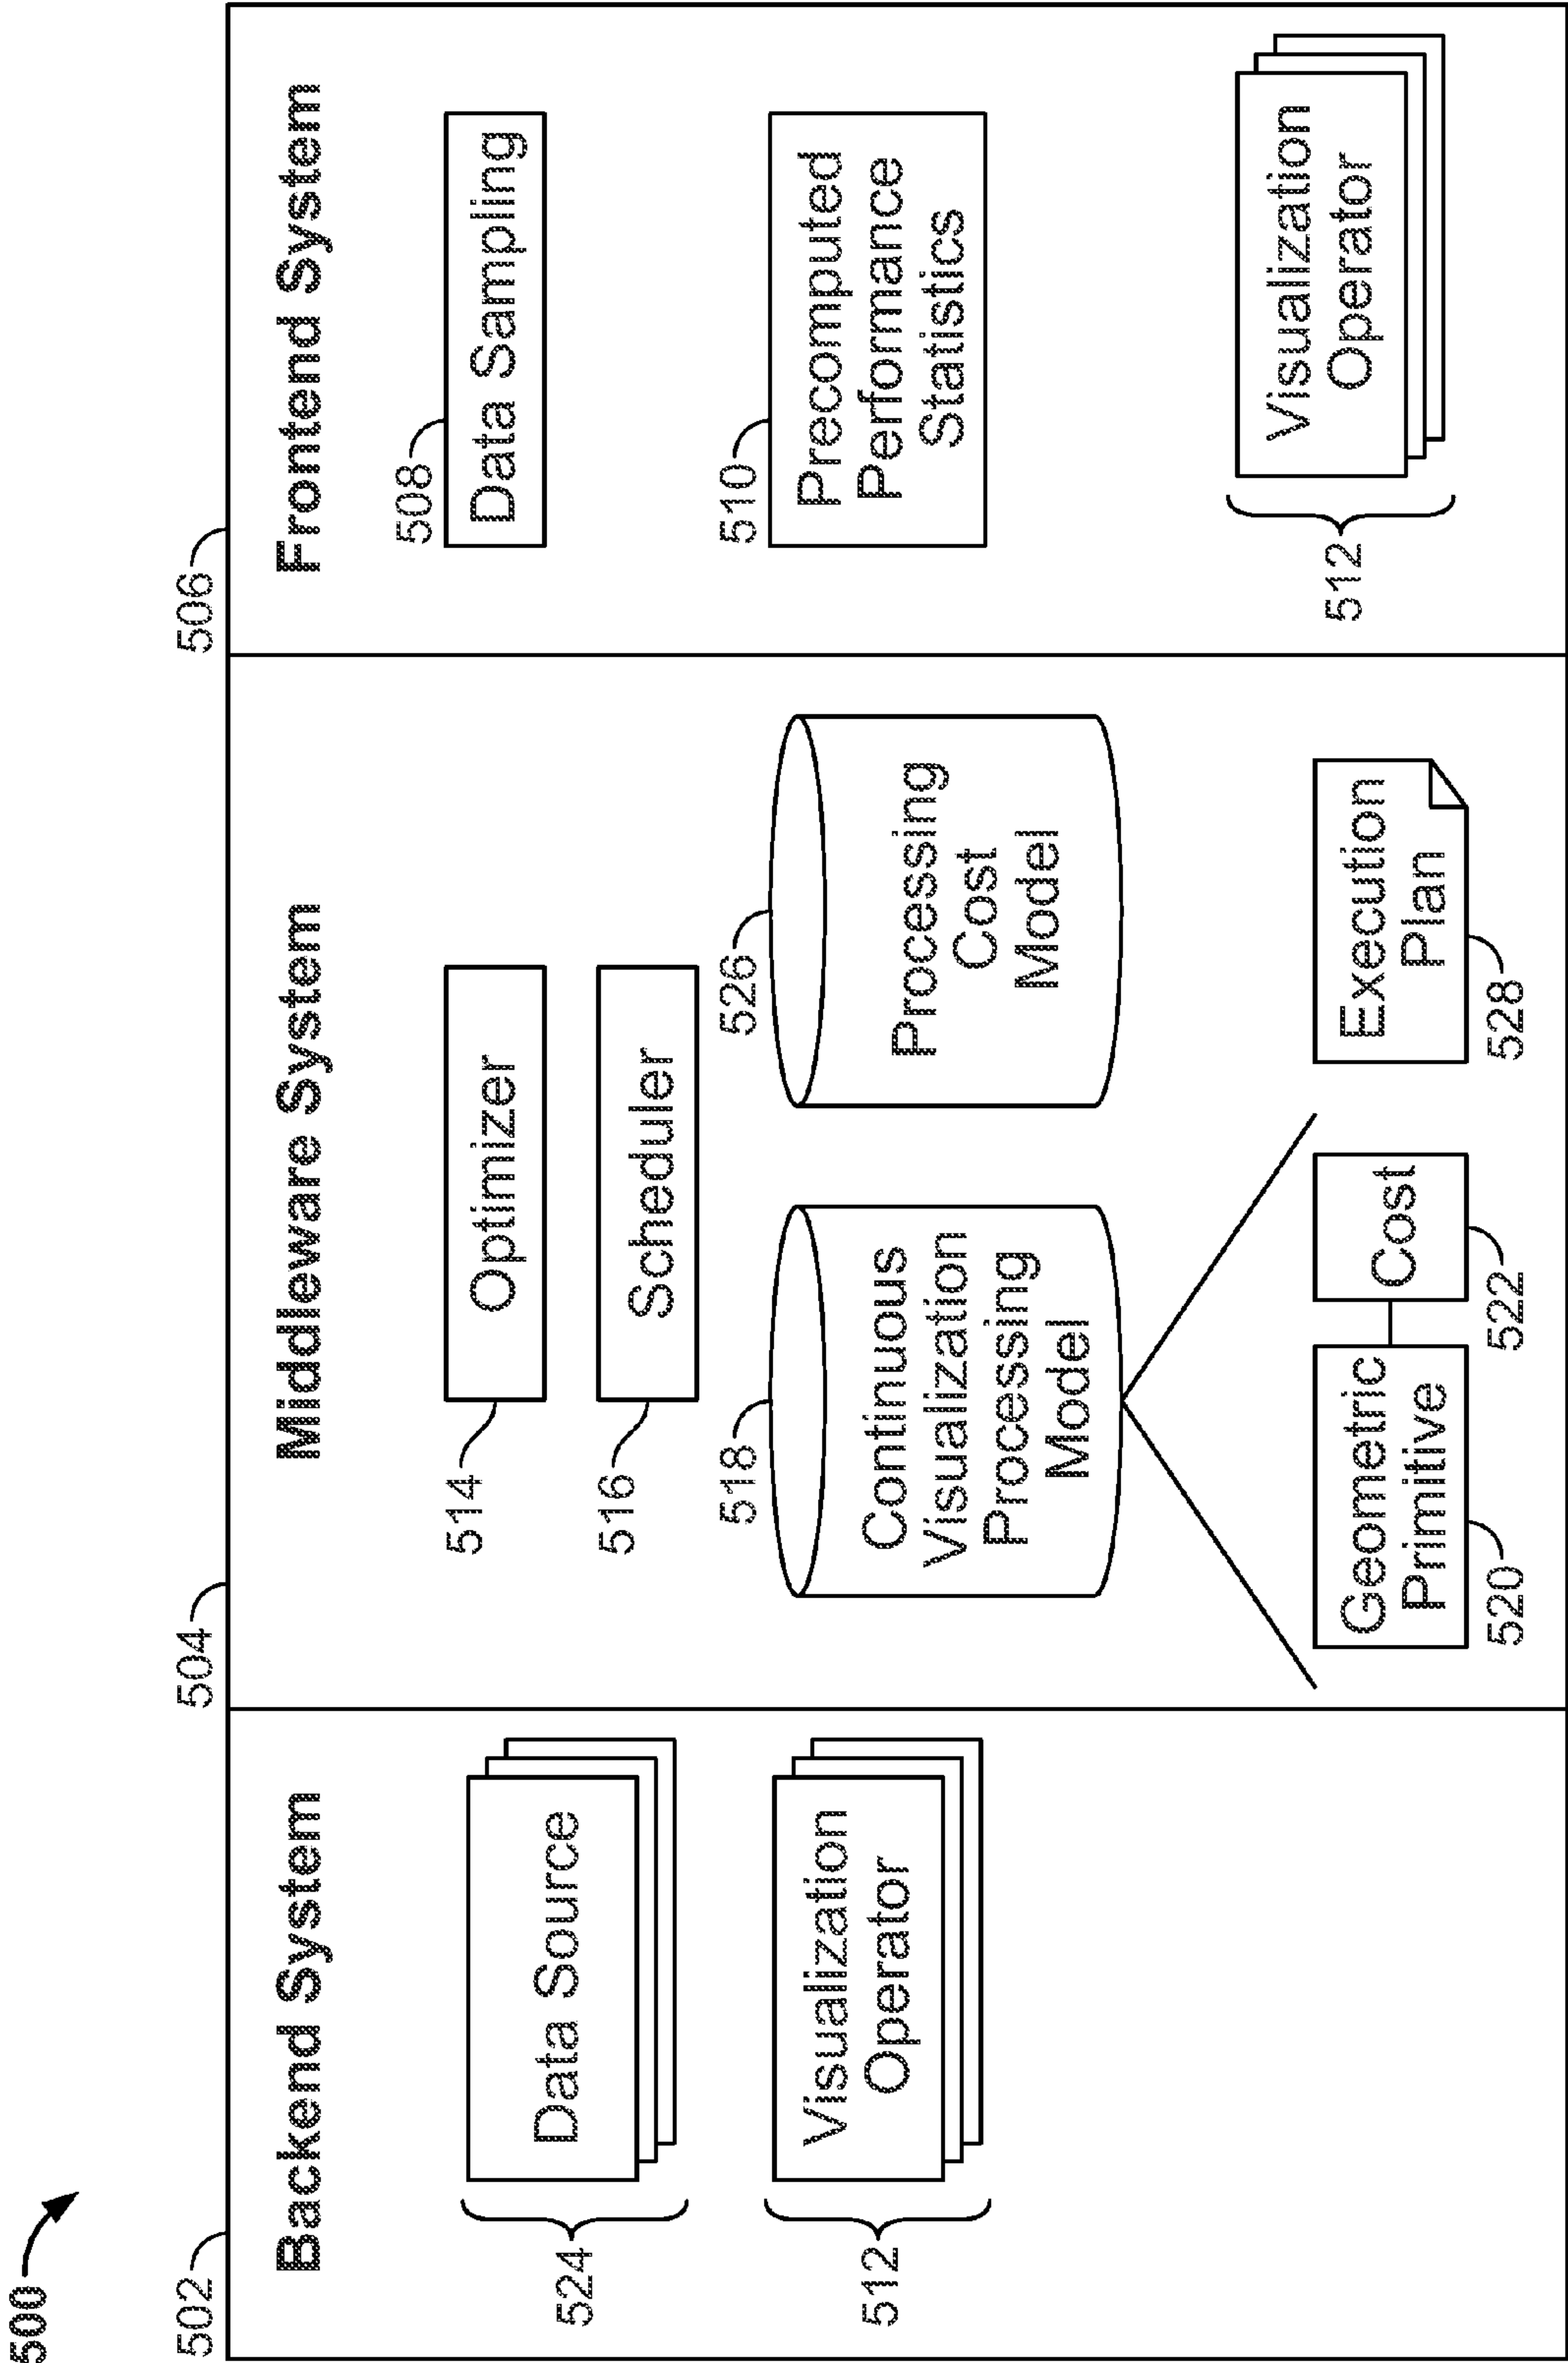 500
502
Backend System
524
Data Source
512
Visualization
Operator
504
Middleware System
514
Optimizer
516
Scheduler
518
Continuous
Visualization
Processing
Model
526
Processing
Cost
Model
Geometric
Primitive
520
Cost
522
Execution
Plan
528
506
Frontend System
508
Data Sampling
510
Precomputed
Performance
Statistics
512
Visualization
Operator